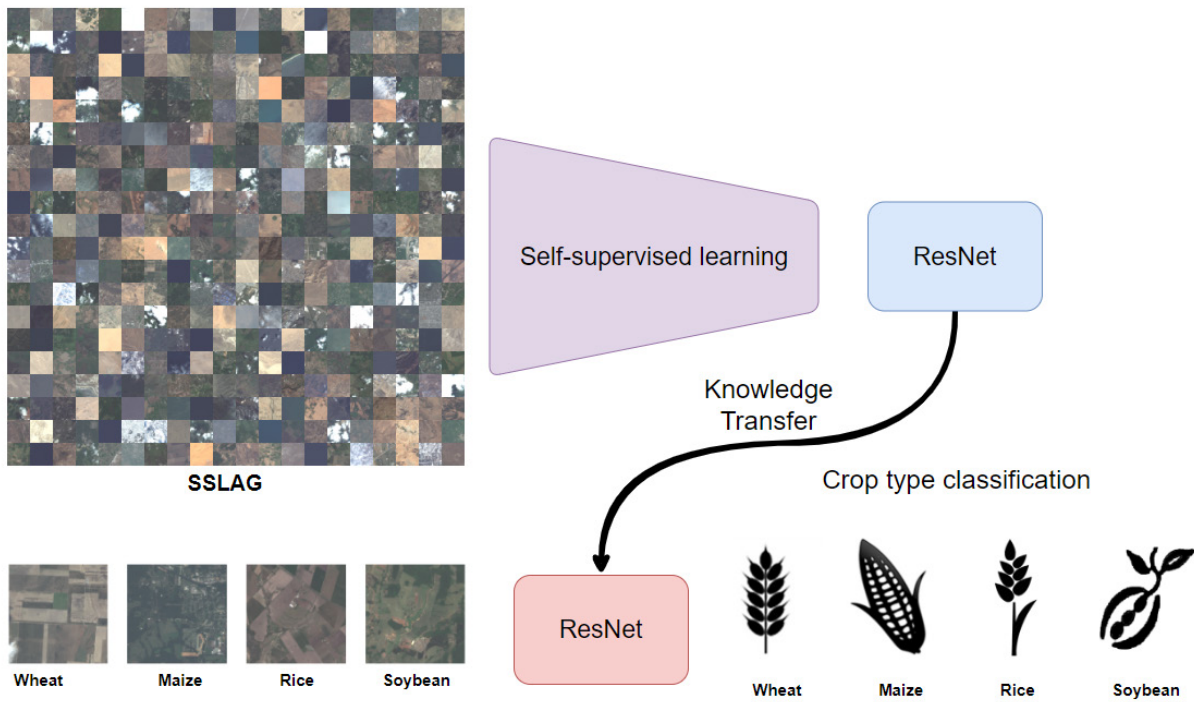 Self-supervised learning
ResNet
Knowledge
Transfer
SSLAG
Crop type classification
ResNet
Wheat
Maize
Rice
Soybean
Wheat
Maize
Rice
Soybean